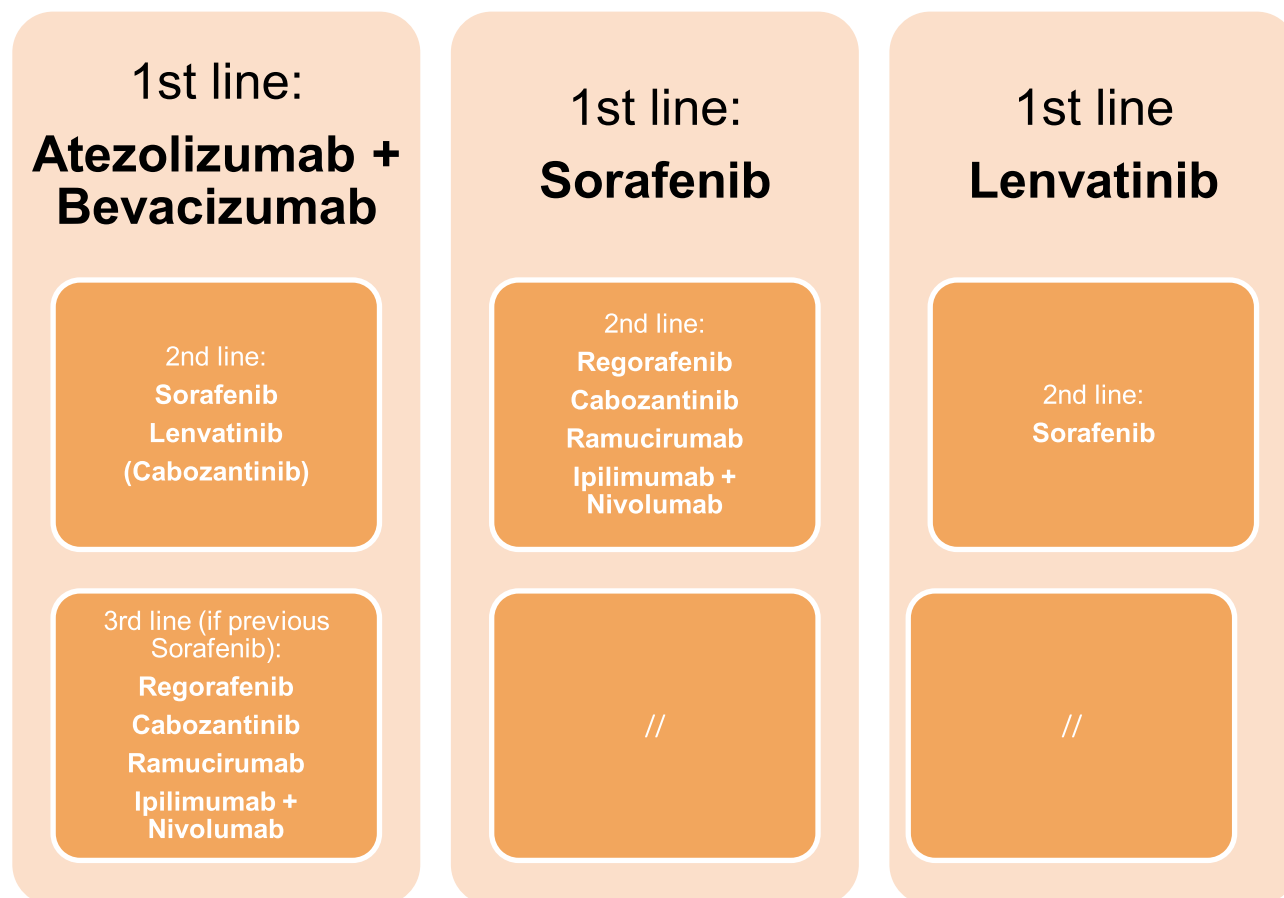 1st line:
Atezolizumab +
Bevacizumab
2nd line:
Sorafenib
Lenvatinib
(Cabozantinib)
3rd line (if previous
Sorafenib):
Regorafenib
Cabozantinib
Ramucirumab
Ipilimumab +
Nivolumab
1st line:
Sorafenib
2nd line:
Regorafenib
Cabozantinib
Ramucirumab
Ipilimumab +
Nivolumab
//
1st line
Lenvatinib
2nd line:
Sorafenib
//